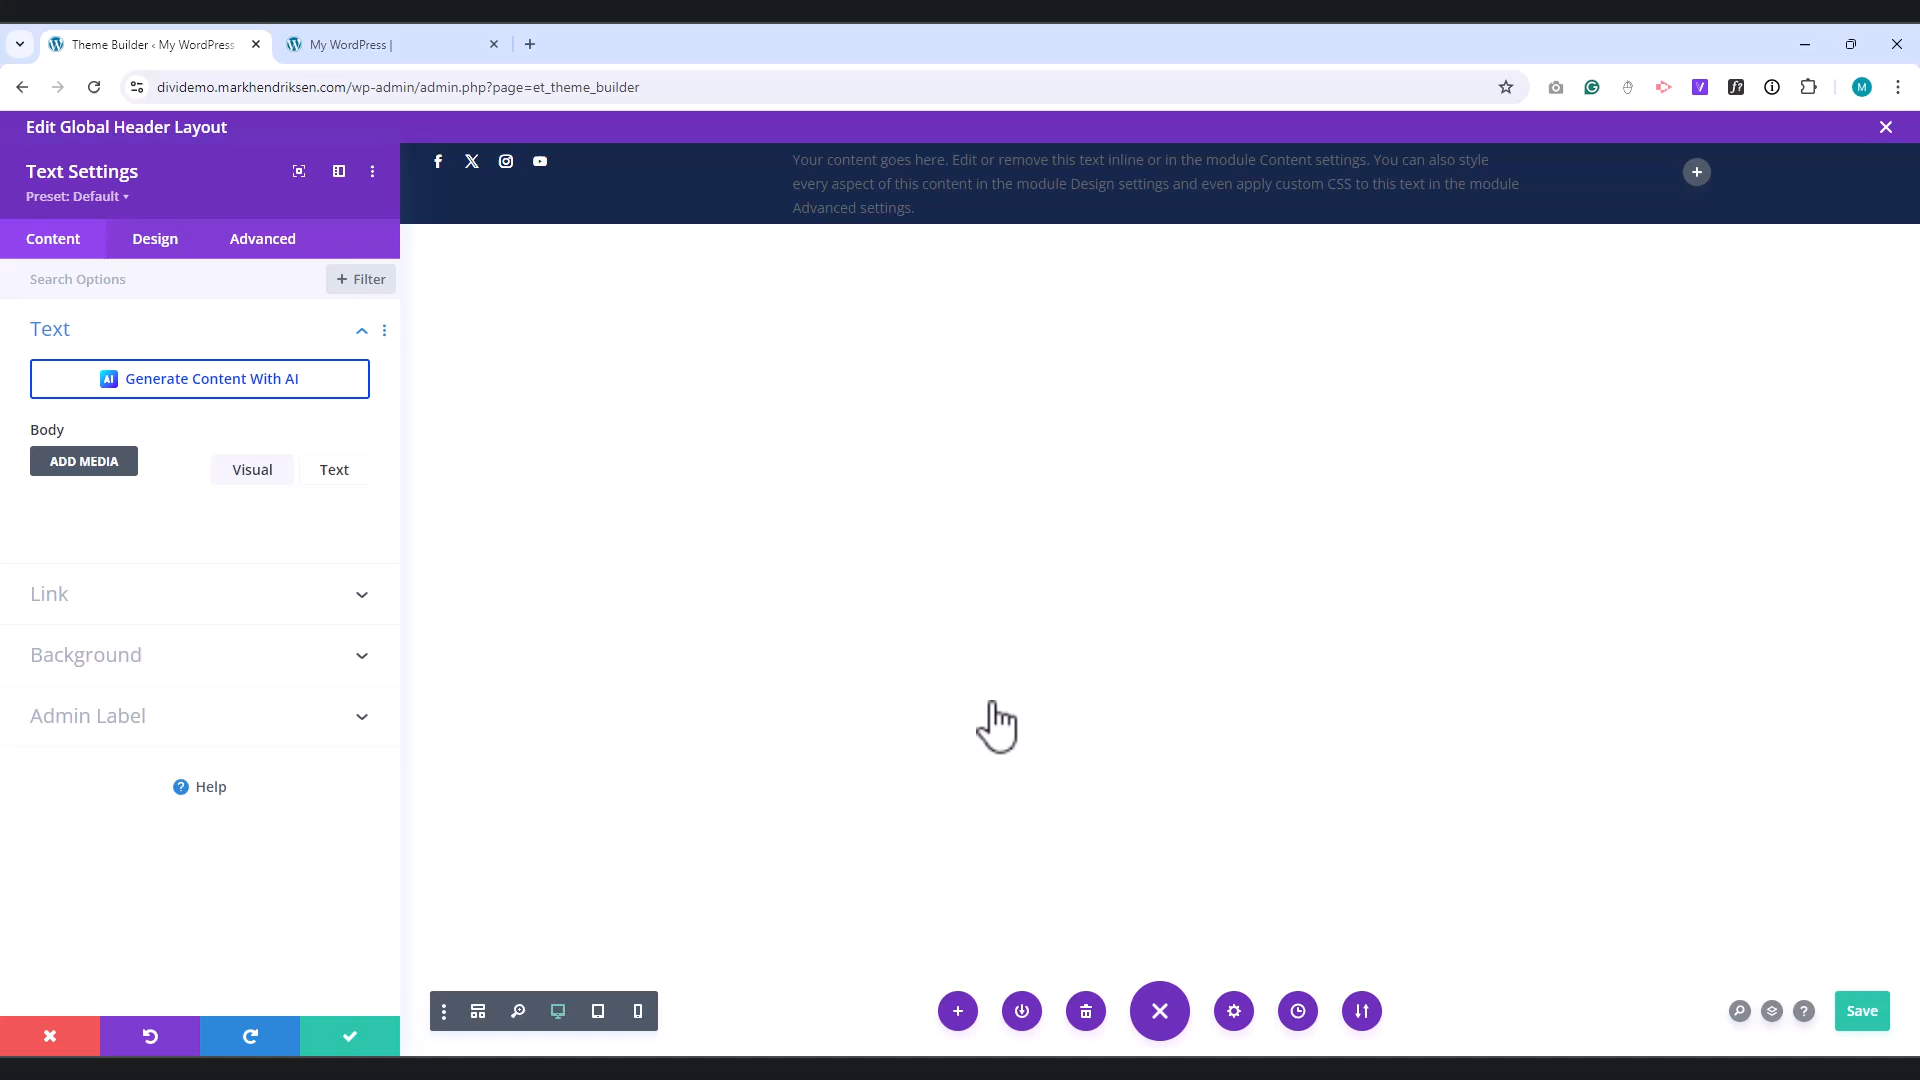 Theme Builder ‹ My WordPress
My WordPress |
dividemo.markhendriksen.com/wp-admin/admin.php?page=et_theme_builder
M
Edit Global Header Layout
Text Settings
Preset: Default
Content
Design
Advanced
Search Options
+ Filter
Text
AI Generate Content With AI
Body
ADD MEDIA
Visual
Text
Link
Background
Admin Label
? Help
Your content goes here. Edit or remove this text inline or in the module Content settings. You can also style
every aspect of this content in the module Design settings and even apply custom CSS to this text in the module
Advanced settings.
?
Save